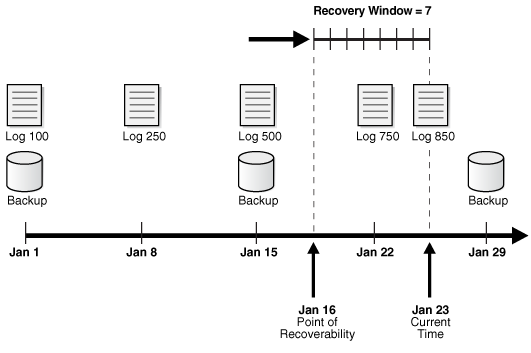 Recovery Window = 7
Log 100
Log 250
Log 500
Log 750
Log 850
Backup
Backup
Backup
Jan 1
Jan 8
Jan 15
Jan 22
Jan 29
Jan 16
Point of
Recoverability
Jan 23
Current
Time